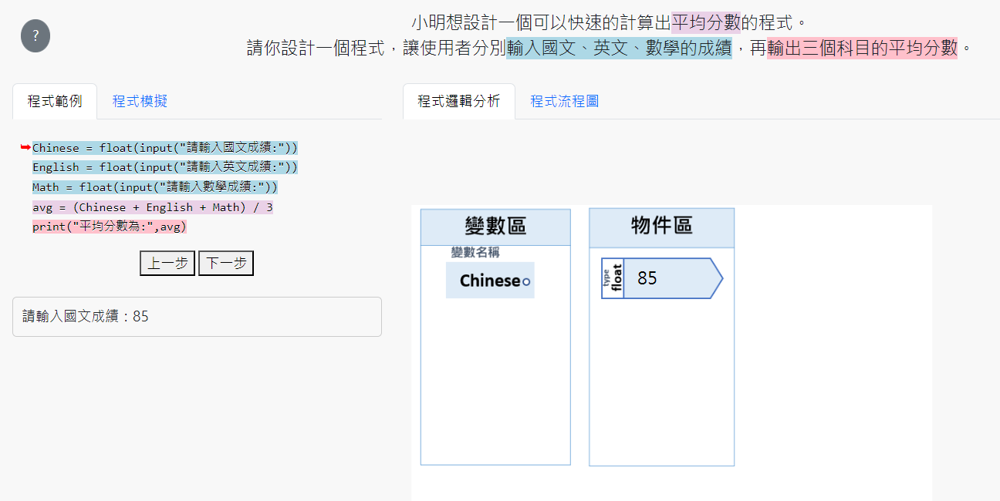 ?
小明想設計一個可以快速的計算出平均分數的程式。
請你設計一個程式，讓使用者分別輸入國文、英文、數學的成績，再輸出三個科目的平均分數。
程式範例 程式模擬
Chinese = float(input("請輸入國文成績:"))
English = float(input("請輸入英文成績:"))
Math = float(input("請輸入數學成績:"))
avg = (Chinese + English + Math) / 3
print("平均分數為:",avg)
上一步 下一步
請輸入國文成績：85
程式邏輯分析 程式流程圖
變數區
變數名稱
Chinese
物件區
type
float
85